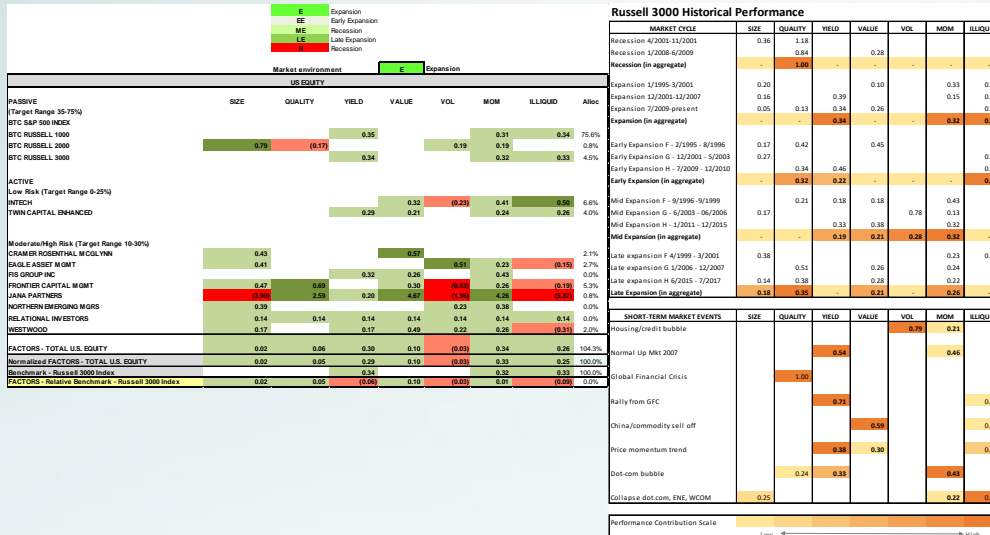 E Expansion
EE Early Expansion
ME Recession
LE Late Expansion
R Recession
Market environment E Expansion
US EQUITY
PASSIVE SIZE QUALITY YIELD VALUE VOL MOM ILLIQUID Alloc
(Target Range 35-75%)
BTC S&P 500 INDEX
BTC RUSSELL 1000 0.35 0.31 0.34 75.6%
BTC RUSSELL 2000 0.79 (0.17) 0.19 0.19 0.8%
BTC RUSSELL 3000 0.34 0.32 0.33 4.5%
ACTIVE
Low Risk (Target Range 0-25%)
INTECH 0.32 (0.23) 0.41 0.50 6.6%
TWIN CAPITAL ENHANCED 0.29 0.21 0.24 0.26 4.0%
Moderate/High Risk (Target Range 10-30%)
CRAMER ROSENTHAL MCGLYNN 0.43 0.57 2.1%
EAGLE ASSET MGMT 0.41 0.51 0.23 (0.15) 2.7%
FIS GROUP INC 0.32 0.26 0.43 0.0%
FRONTIER CAPITAL MGMT 0.47 0.69 0.30 0.26 (0.19) 5.3%
JANA PARTNERS 2.59 0.20 4.67 4.26 0.8%
NORTHERN EMERGING MGRS 0.39 0.23 0.38 0.0%
RELATIONAL INVESTORS 0.14 0.14 0.14 0.14 0.14 0.14 0.14 0.0%
WESTWOOD 0.17 0.17 0.49 0.22 0.26 (0.31) 2.0%
FACTORS - TOTAL U.S. EQUITY 0.02 0.06 0.30 0.10 (0.03) 0.34 0.26 104.3%
Normalized FACTORS - TOTAL U.S. EQUITY 0.02 0.05 0.29 0.10 (0.03) 0.33 0.25 100.0%
Benchmark - Russell 3000 Index 0.34 0.32 0.33 100.0%
FACTORS - Relative Benchmark - Russell 3000 Index 0.02 0.05 (0.06) 0.10 (0.03) 0.01 (0.09) 0.0%
Russell 3000 Historical Performance
MARKET CYCLE SIZE QUALITY YIELD VALUE VOL MOM ILLIQU
Recession 4/2001-11/2001 0.36 1.18
Recession 1/2008-6/2009 0.84 0.28
Recession (in aggregate) - 1.00 - - - - -
Expansion 1/1995-3/2001 0.20 0.10 0.33 0.
Expansion 12/2001-12/2007 0.16 0.39 0.15 0.
Expansion 7/2009-present 0.05 0.13 0.34 0.26 0.
Expansion (in aggregate) - - 0.34 - - 0.32 0.
Early Expansion F - 2/1995 - 8/1996 0.17 0.42 0.45
Early Expansion G - 12/2001 - 5/2003 0.27 0.
Early Expansion H - 7/2009 - 12/2010 0.34 0.46 0.
Early Expansion (in aggregate) - 0.32 0.22 - - - 0.
Mid Expansion F - 9/1996 -9/1999 0.21 0.18 0.18 0.43
Mid Expansion G - 6/2003 - 06/2006 0.17 0.78 0.13
Mid Expansion H - 1/2011 - 12/2015 0.33 0.38 0.32
Mid Expansion (in aggregate) - - 0.19 0.21 0.28 0.32 -
Late expansion F 4/1999 - 3/2001 0.38 0.23 0.
Late expansion G 1/2006 - 12/2007 0.51 0.26 0.24
Late expansion H 6/2015 - 7/2017 0.14 0.38 0.28 0.22
Late Expansion (in aggregate) 0.18 0.35 - 0.21 - 0.26 -
SHORT-TERM MARKET EVENTS SIZE QUALITY YIELD VALUE VOL MOM ILLIQU
Housing/credit bubble 0.79 0.21
Normal Up Mkt 2007 0.54 0.46
Global Financial Crisis 1.00
Rally from GFC 0.71 0.
China/commodity sell off 0.59 0.
Price momentum trend 0.38 0.30 0.
Dot-com bubble 0.24 0.33 0.43
Collapse dot.com, ENE, WCOM 0.25 0.22 0.
Performance Contribution Scale
Low High